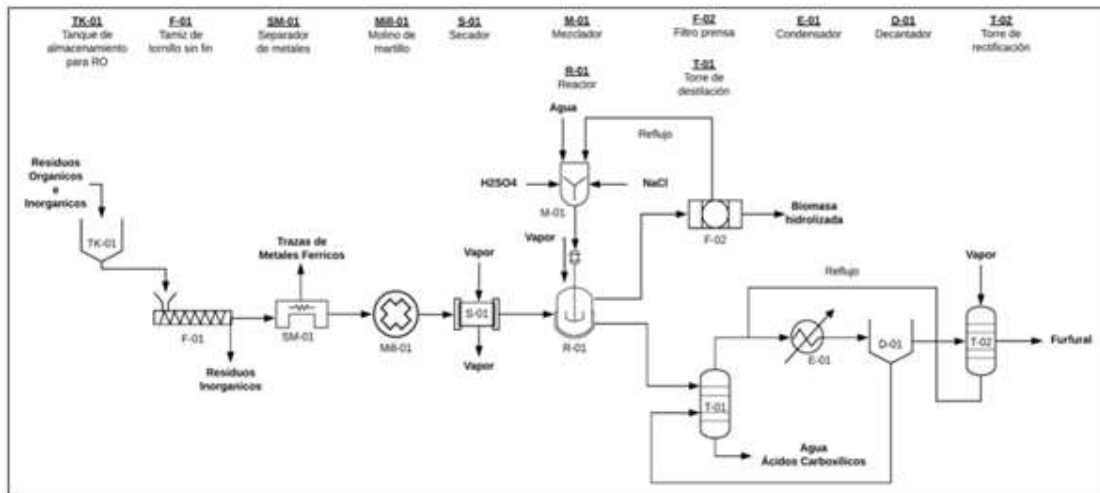 TK-01
Tanque de
almacenamiento
para RO
F-01
Tamiz de
tornillo sin fin
SM-01
Separador
de metales
Mill-01
Molino de
martillo
S-01
Secador
M-01
Mezclador
R-01
Reactor
F-02
Filtro prensa
T-01
Torre de
destilación
E-01
Condensador
D-01
Decantador
T-02
Torre de
rectificación
Agua
Reflujo
H2SO4
NaCl
M-01
Residuos
Organicos
e
Inorganicos
TK-01
Biomasa
hidrolizada
F-02
Trazas de
Metales Ferricos
Vapor
Vapor
Vapor
Reflujo
F-01
SM-01
Mill-01
S-01
R-01
E-01
D-01
T-02
Furfural
Residuos
Inorganicos
Vapor
T-01
Agua
Ácidos Carboxílicos